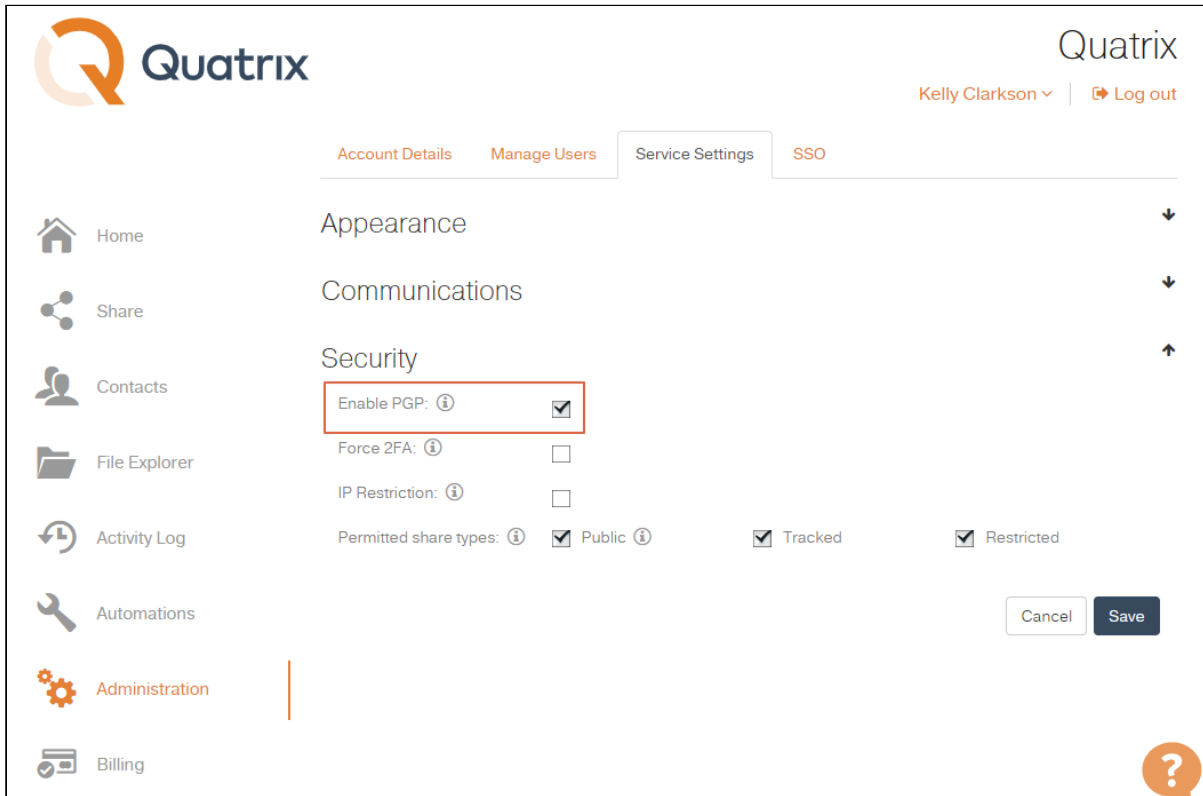 Quatrix
Quatrix
Kelly Clarkson
Log out
Account Details Manage Users Service Settings SSO
Home
Share
Contacts
File Explorer
Activity Log
Automations
Administration
Billing
Appearance
Communications
Security
Enable PGP:
Force 2FA:
IP Restriction:
Permitted share types: Public Tracked Restricted
Cancel Save
?